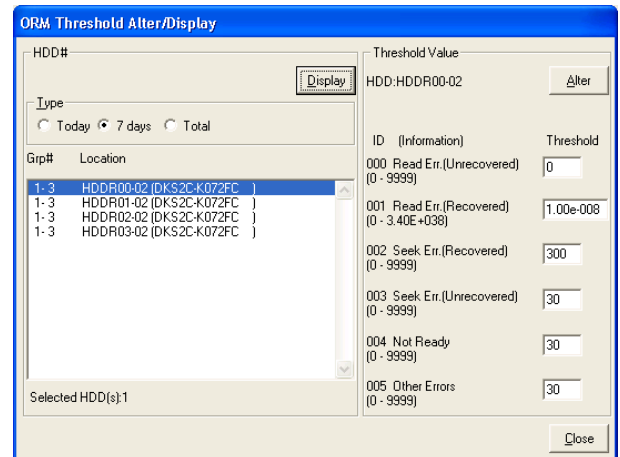 ORM Threshold Alter/Display
HDD#
Display
Type
Today 7 days Total
Grp# Location
1- 3 HDDR00-02 (DKS2C-K072FC )
1- 3 HDDR01-02 (DKS2C-K072FC )
1- 3 HDDR02-02 (DKS2C-K072FC )
1- 3 HDDR03-02 (DKS2C-K072FC )
Selected HDD(s):1
Threshold Value
HDD:HDDR00-02 Alter
ID (Information) Threshold
000 Read Err.(Unrecovered) 0
(0 - 9999)
001 Read Err.(Recovered) 1.00e-008
(0 - 3.40E+038)
002 Seek Err.(Recovered) 300
(0 - 9999)
003 Seek Err.(Unrecovered) 30
(0 - 9999)
004 Not Ready 30
(0 - 9999)
005 Other Errors 30
(0 - 9999)
Close